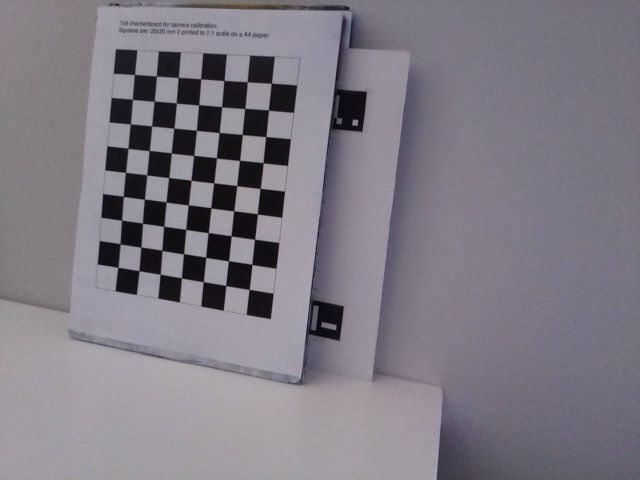 7x9 checkerboard for camera calibration.
Squares are: 20x20 mm if printed to 1:1 scale on a A4 paper.